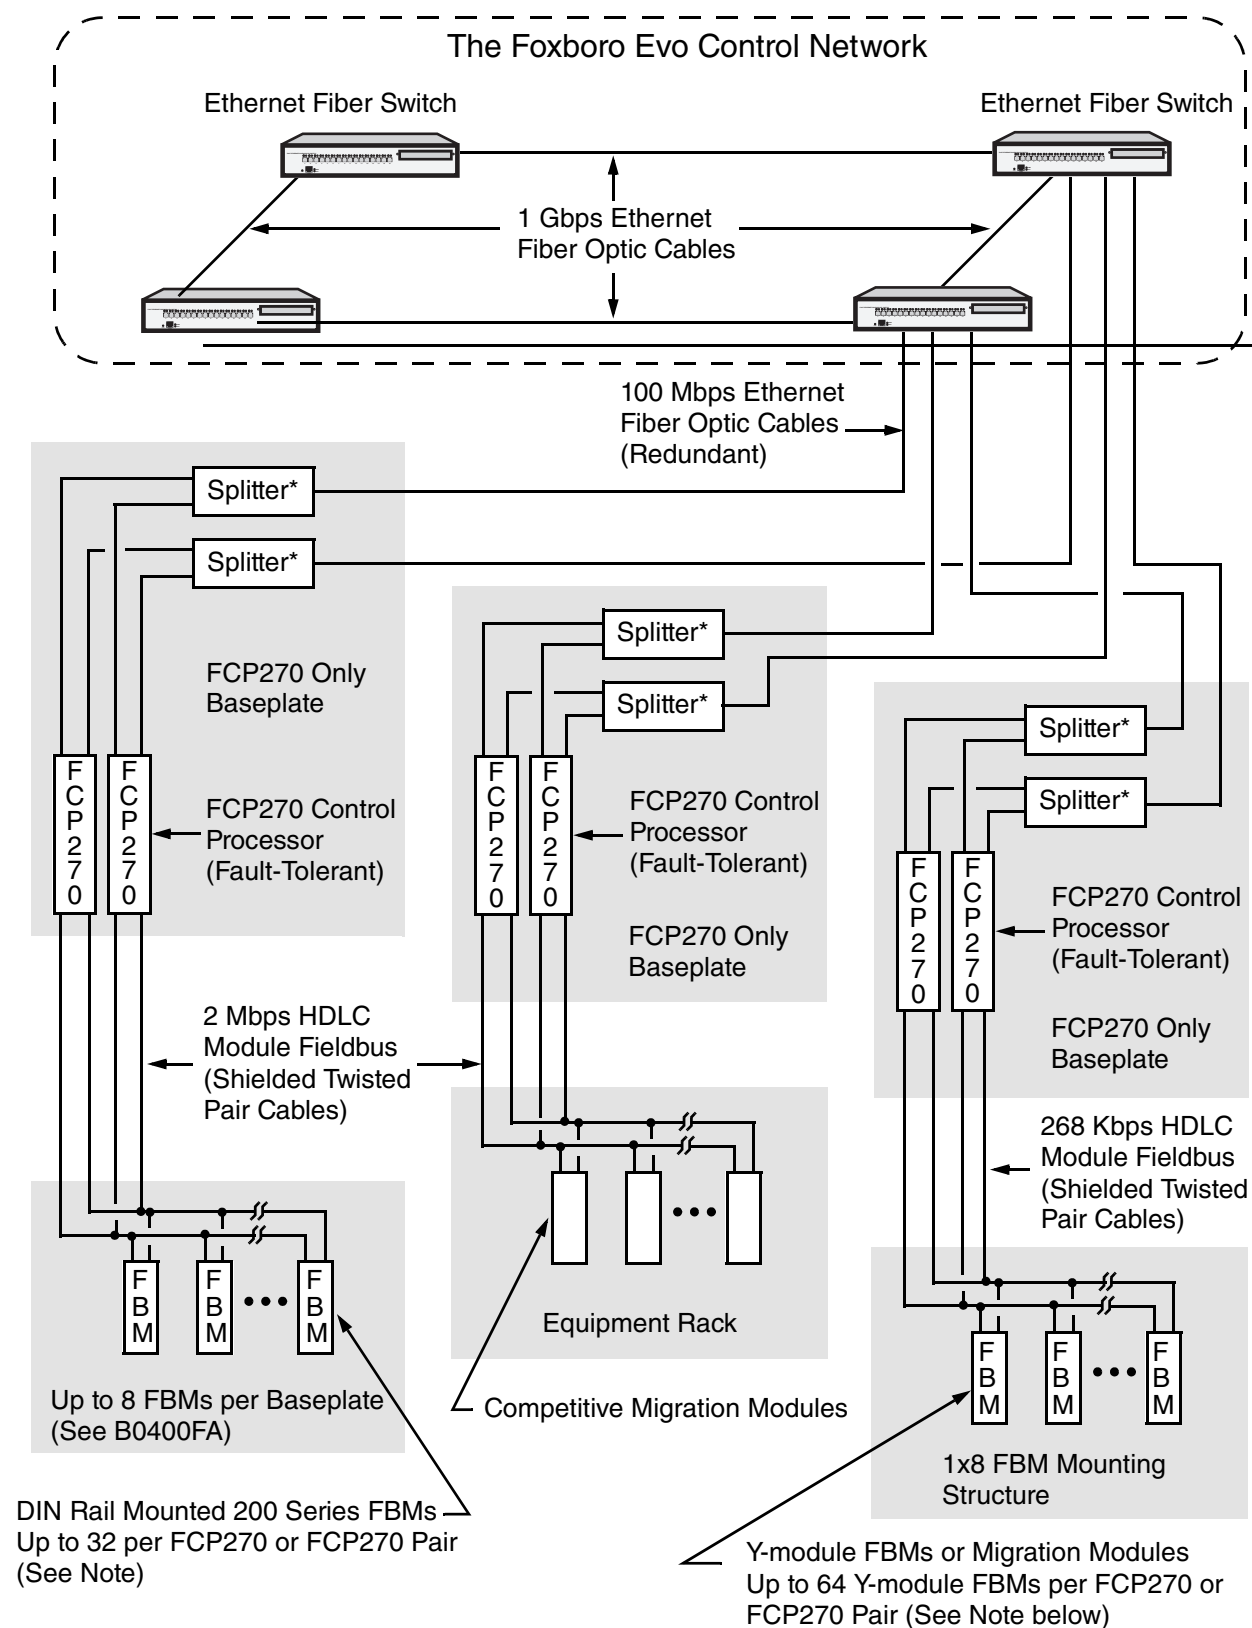 The Foxboro Evo Control Network
Ethernet Fiber Switch
Ethernet Fiber Switch
1 Gbps Ethernet
Fiber Optic Cables
100 Mbps Ethernet
Fiber Optic Cables
(Redundant)
Splitter*
Splitter*
FCP270 Only
Baseplate
FCP270
FCP270
FCP270 Control
Processor
(Fault-Tolerant)
Splitter*
Splitter*
FCP270
FCP270
FCP270 Control
Processor
(Fault-Tolerant)
FCP270 Only
Baseplate
Splitter*
Splitter*
FCP270
FCP270
FCP270 Control
Processor
(Fault-Tolerant)
FCP270 Only
Baseplate
2 Mbps HDLC
Module Fieldbus
(Shielded Twisted
Pair Cables)
268 Kbps HDLC
Module Fieldbus
(Shielded Twisted
Pair Cables)
FBM
FBM
FBM
Up to 8 FBMs per Baseplate
(See B0400FA)
Equipment Rack
Competitive Migration Modules
FBM
FBM
FBM
1x8 FBM Mounting
Structure
DIN Rail Mounted 200 Series FBMs
Up to 32 per FCP270 or FCP270 Pair
(See Note)
Y-module FBMs or Migration Modules
Up to 64 Y-module FBMs per FCP270 or
FCP270 Pair (See Note below)